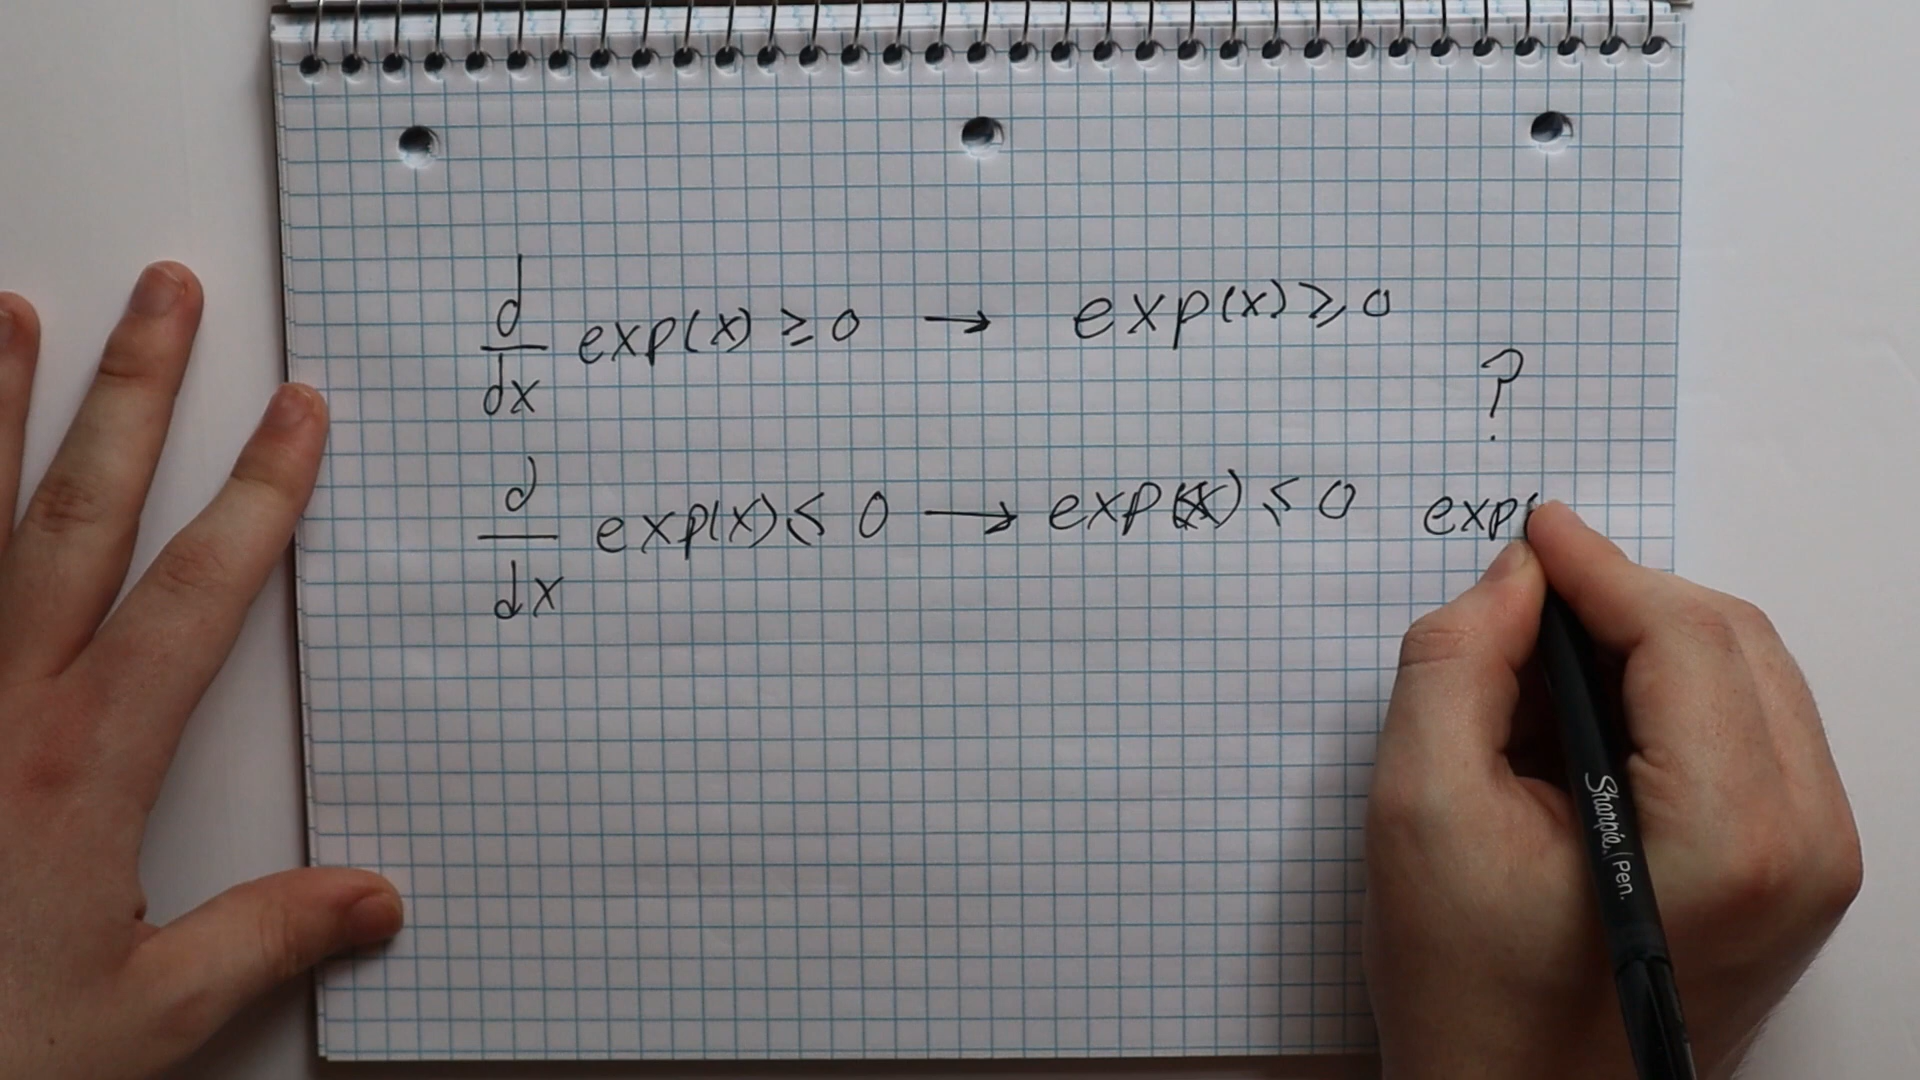 d/dx exp(x) ≥ 0 → exp(x) ≥ 0
?
d/dx exp(x) ≤ 0 → exp(x) ≤ 0 exp(
Sharpie. Pen.